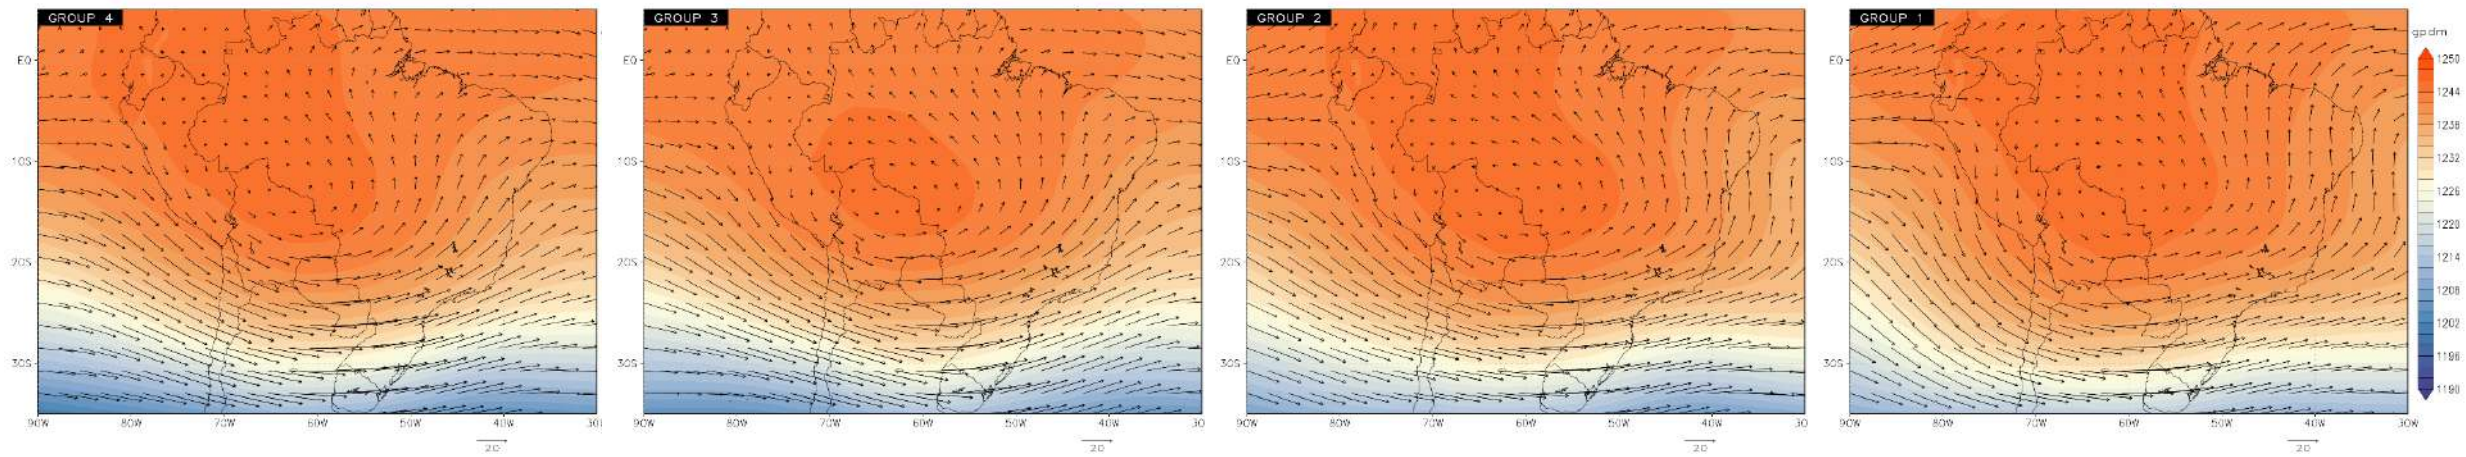 GROUP 4
GROUP 3
GROUP 2
GROUP 1
gpdm
EQ
10S
20S
30S
90W 80W 70W 60W 50W 40W 30
20
EQ
10S
20S
30S
90W 80W 70W 60W 50W 40W 30W
20
EQ
10S
20S
30S
90W 80W 70W 60W 50W 40W 30
20
EQ
10S
20S
30S
90W 80W 70W 60W 50W 40W 30W
20
1250
1244
1238
1232
1226
1220
1214
1208
1202
1196
1190